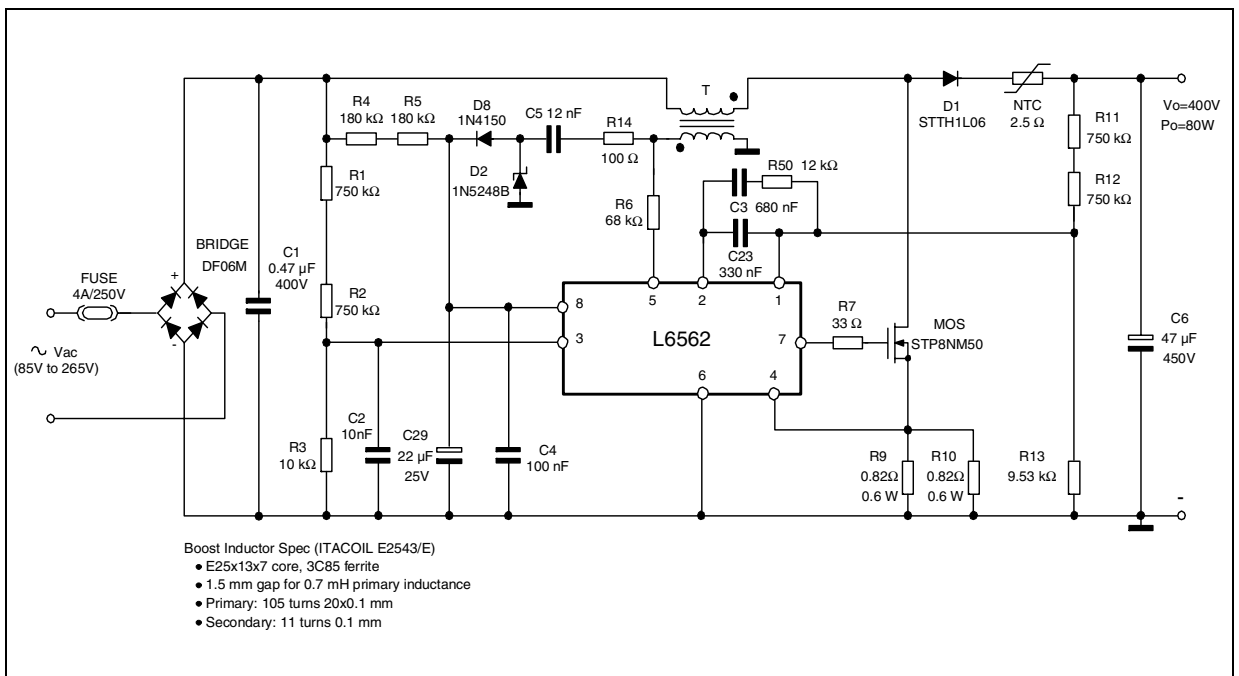 T
R4
180 kΩ
R5
180 kΩ
D8
1N4150
C5 12 nF
R14
100 Ω
D1
STTH1L06
NTC
2.5 Ω
Vo=400V
Po=80W
R11
750 kΩ
R12
750 kΩ
R1
750 kΩ
D2
1N5248B
R6
68 kΩ
R50 12 kΩ
C3 680 nF
C23
330 nF
BRIDGE
DF06M
+
-
FUSE
4A/250V
C1
0.47 µF
400V
R2
750 kΩ
8
3
5
2
1
L6562
7
6
4
R7
33 Ω
MOS
STP8NM50
C6
47 µF
450V
~ Vac
(85V to 265V)
R3
10 kΩ
C2
10nF
C29
22 µF
25V
C4
100 nF
R9
0.82Ω
0.6 W
R10
0.82Ω
0.6 W
R13
9.53 kΩ
-
Boost Inductor Spec (ITACOIL E2543/E)
● E25x13x7 core, 3C85 ferrite
● 1.5 mm gap for 0.7 mH primary inductance
● Primary: 105 turns 20x0.1 mm
● Secondary: 11 turns 0.1 mm